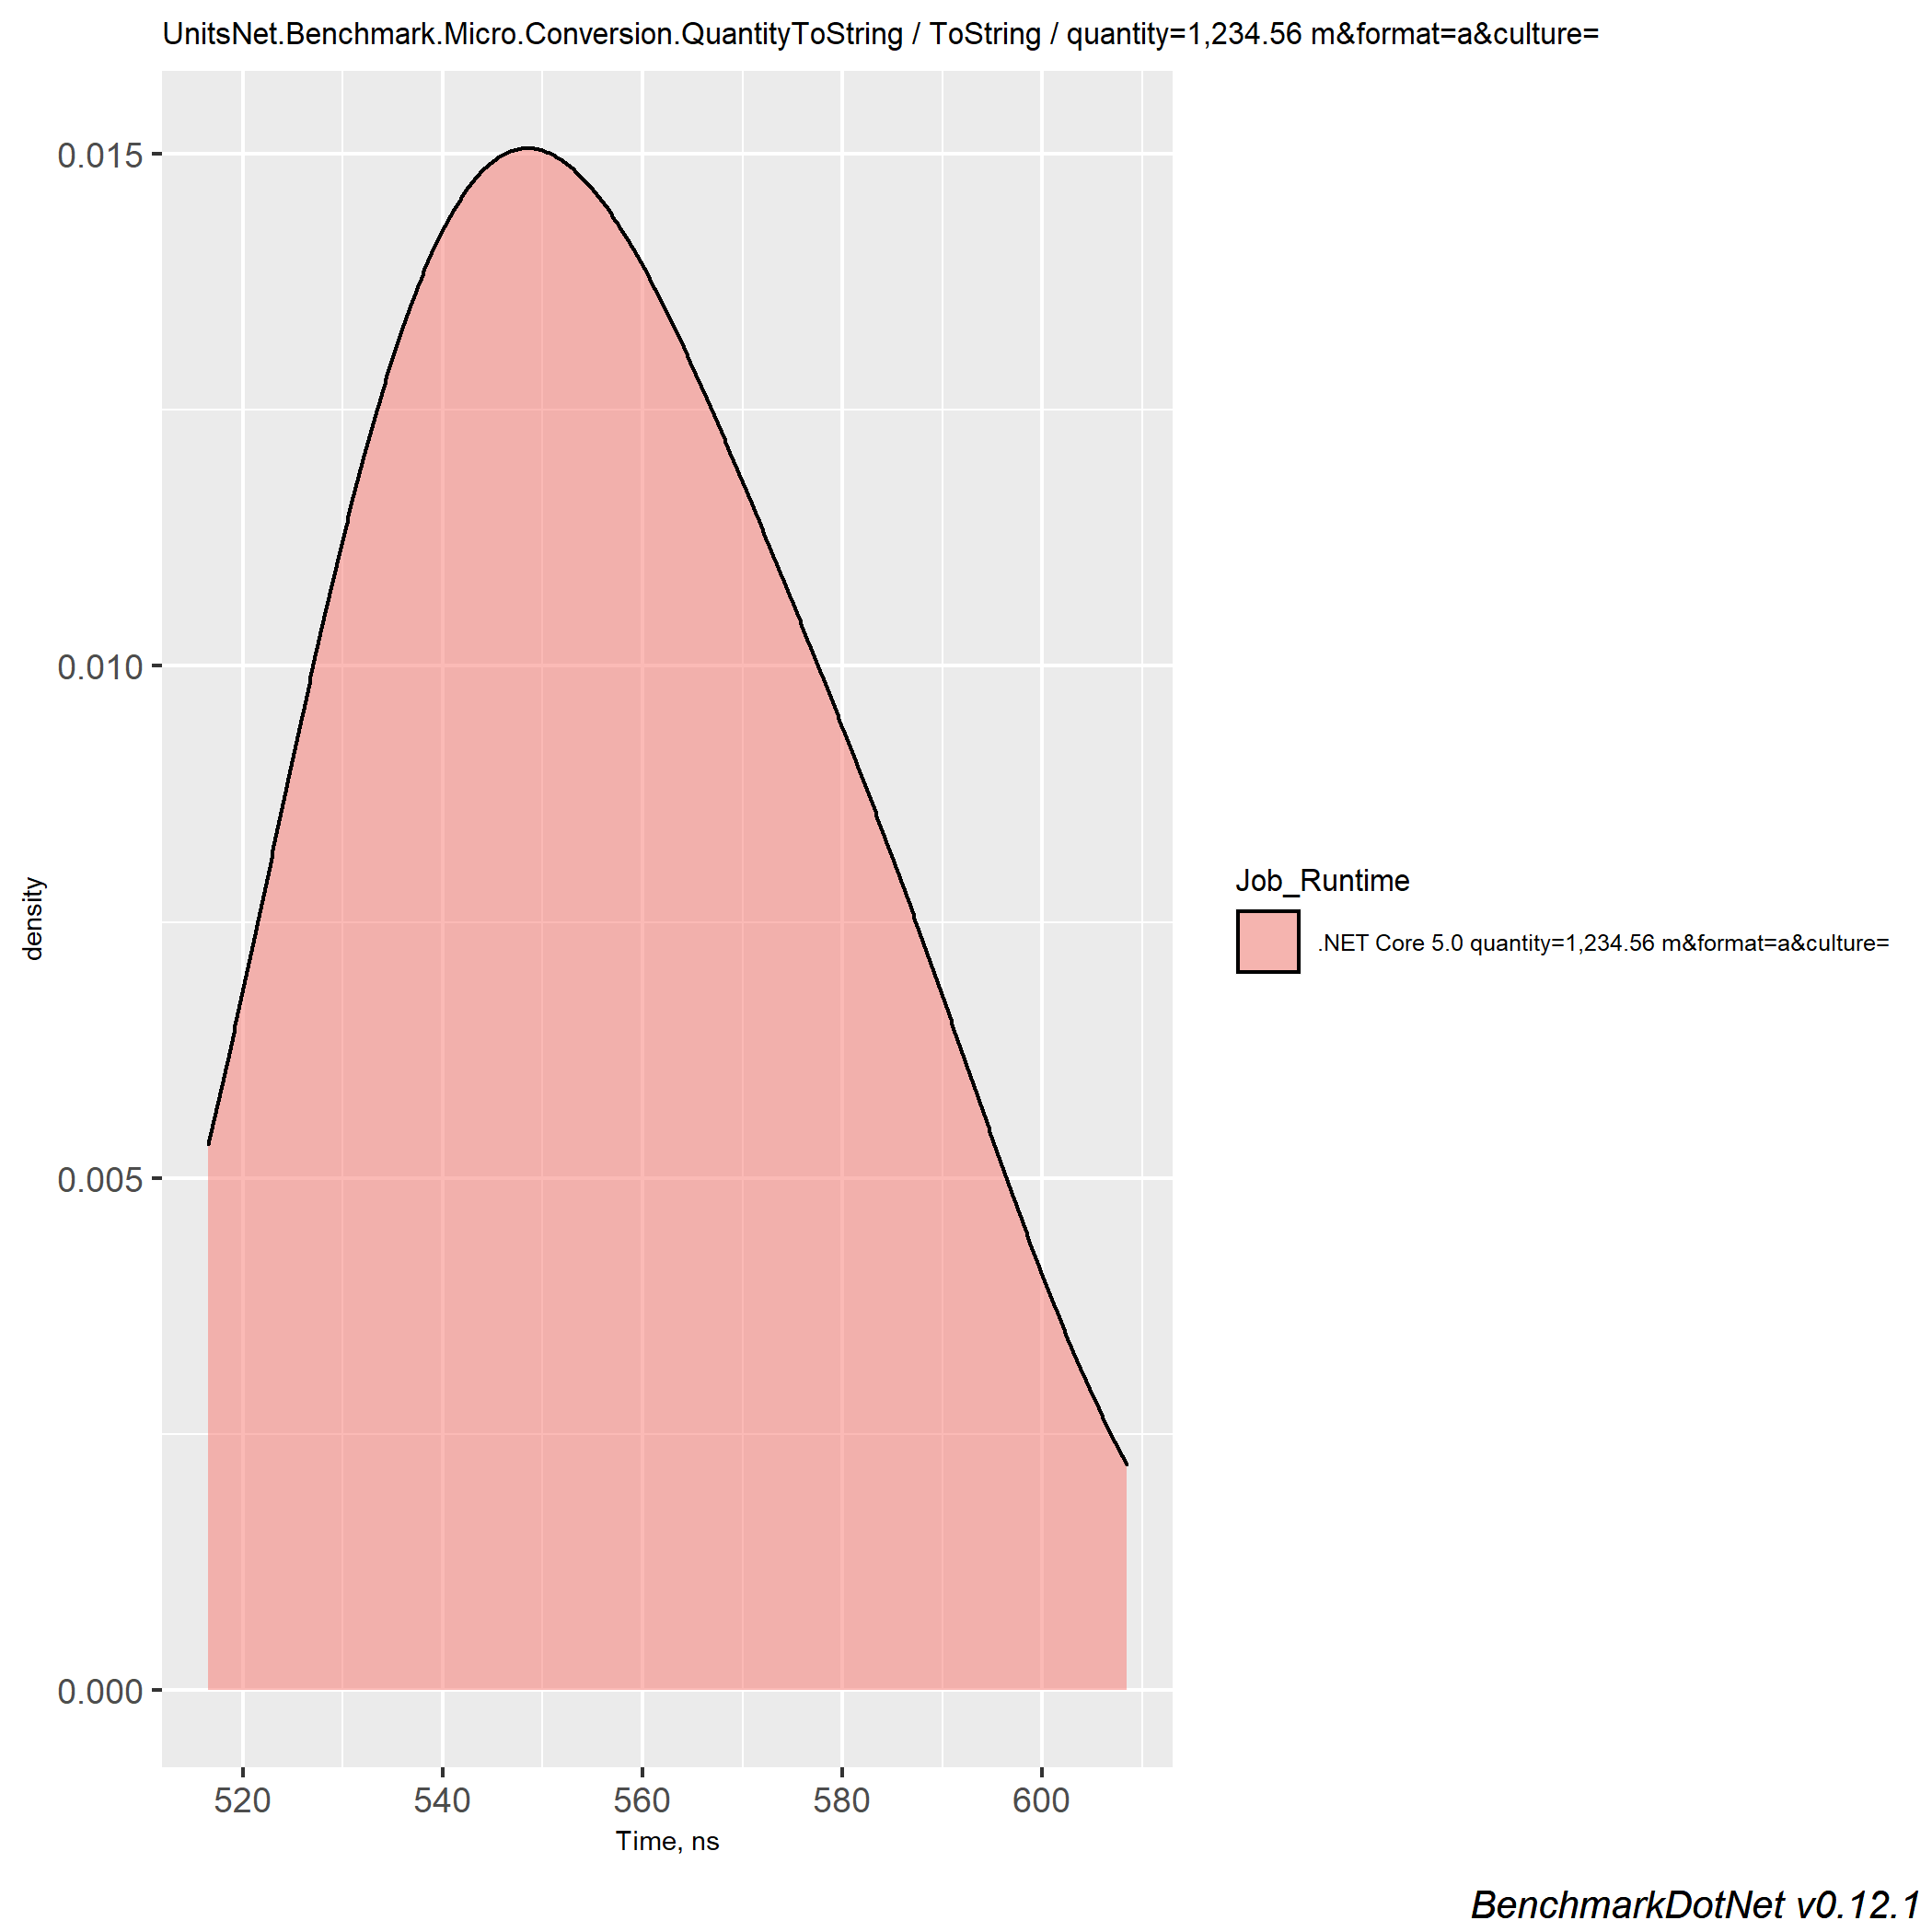 UnitsNet.Benchmark.Micro.Conversion.QuantityToString / ToString / quantity=1,234.56 m&format=a&culture=
0.015
0.010
0.005
0.000
density
520 540 560 580 600
Time, ns
Job_Runtime
.NET Core 5.0 quantity=1,234.56 m&format=a&culture=
BenchmarkDotNet v0.12.1